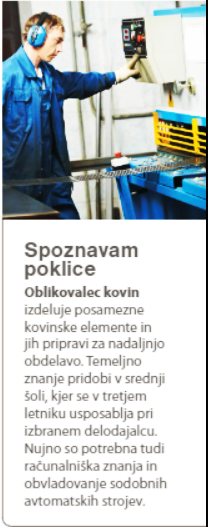 Spoznavam
poklice
Oblikovalec kovin
izdeluje posamezne
kovinske elemente in
jih pripravi za nadaljnjo
obdelavo. Temeljno
znanje pridobi v srednji
šoli, kjer se v tretjem
letniku usposablja pri
izbranem delodajalcu.
Nujno so potrebna tudi
računalniška znanja in
obvladovanje sodobnih
avtomatskih strojev.